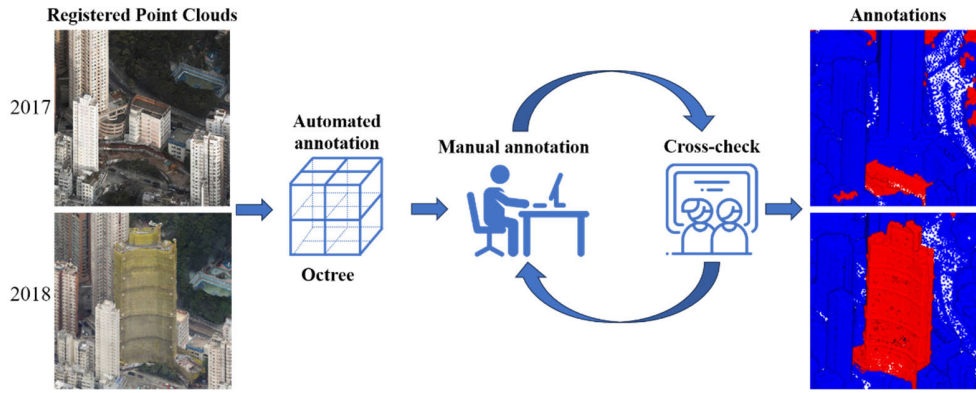 Registered Point Clouds
Annotations
2017
Automated
annotation
Manual annotation
Cross-check
Octree
2018